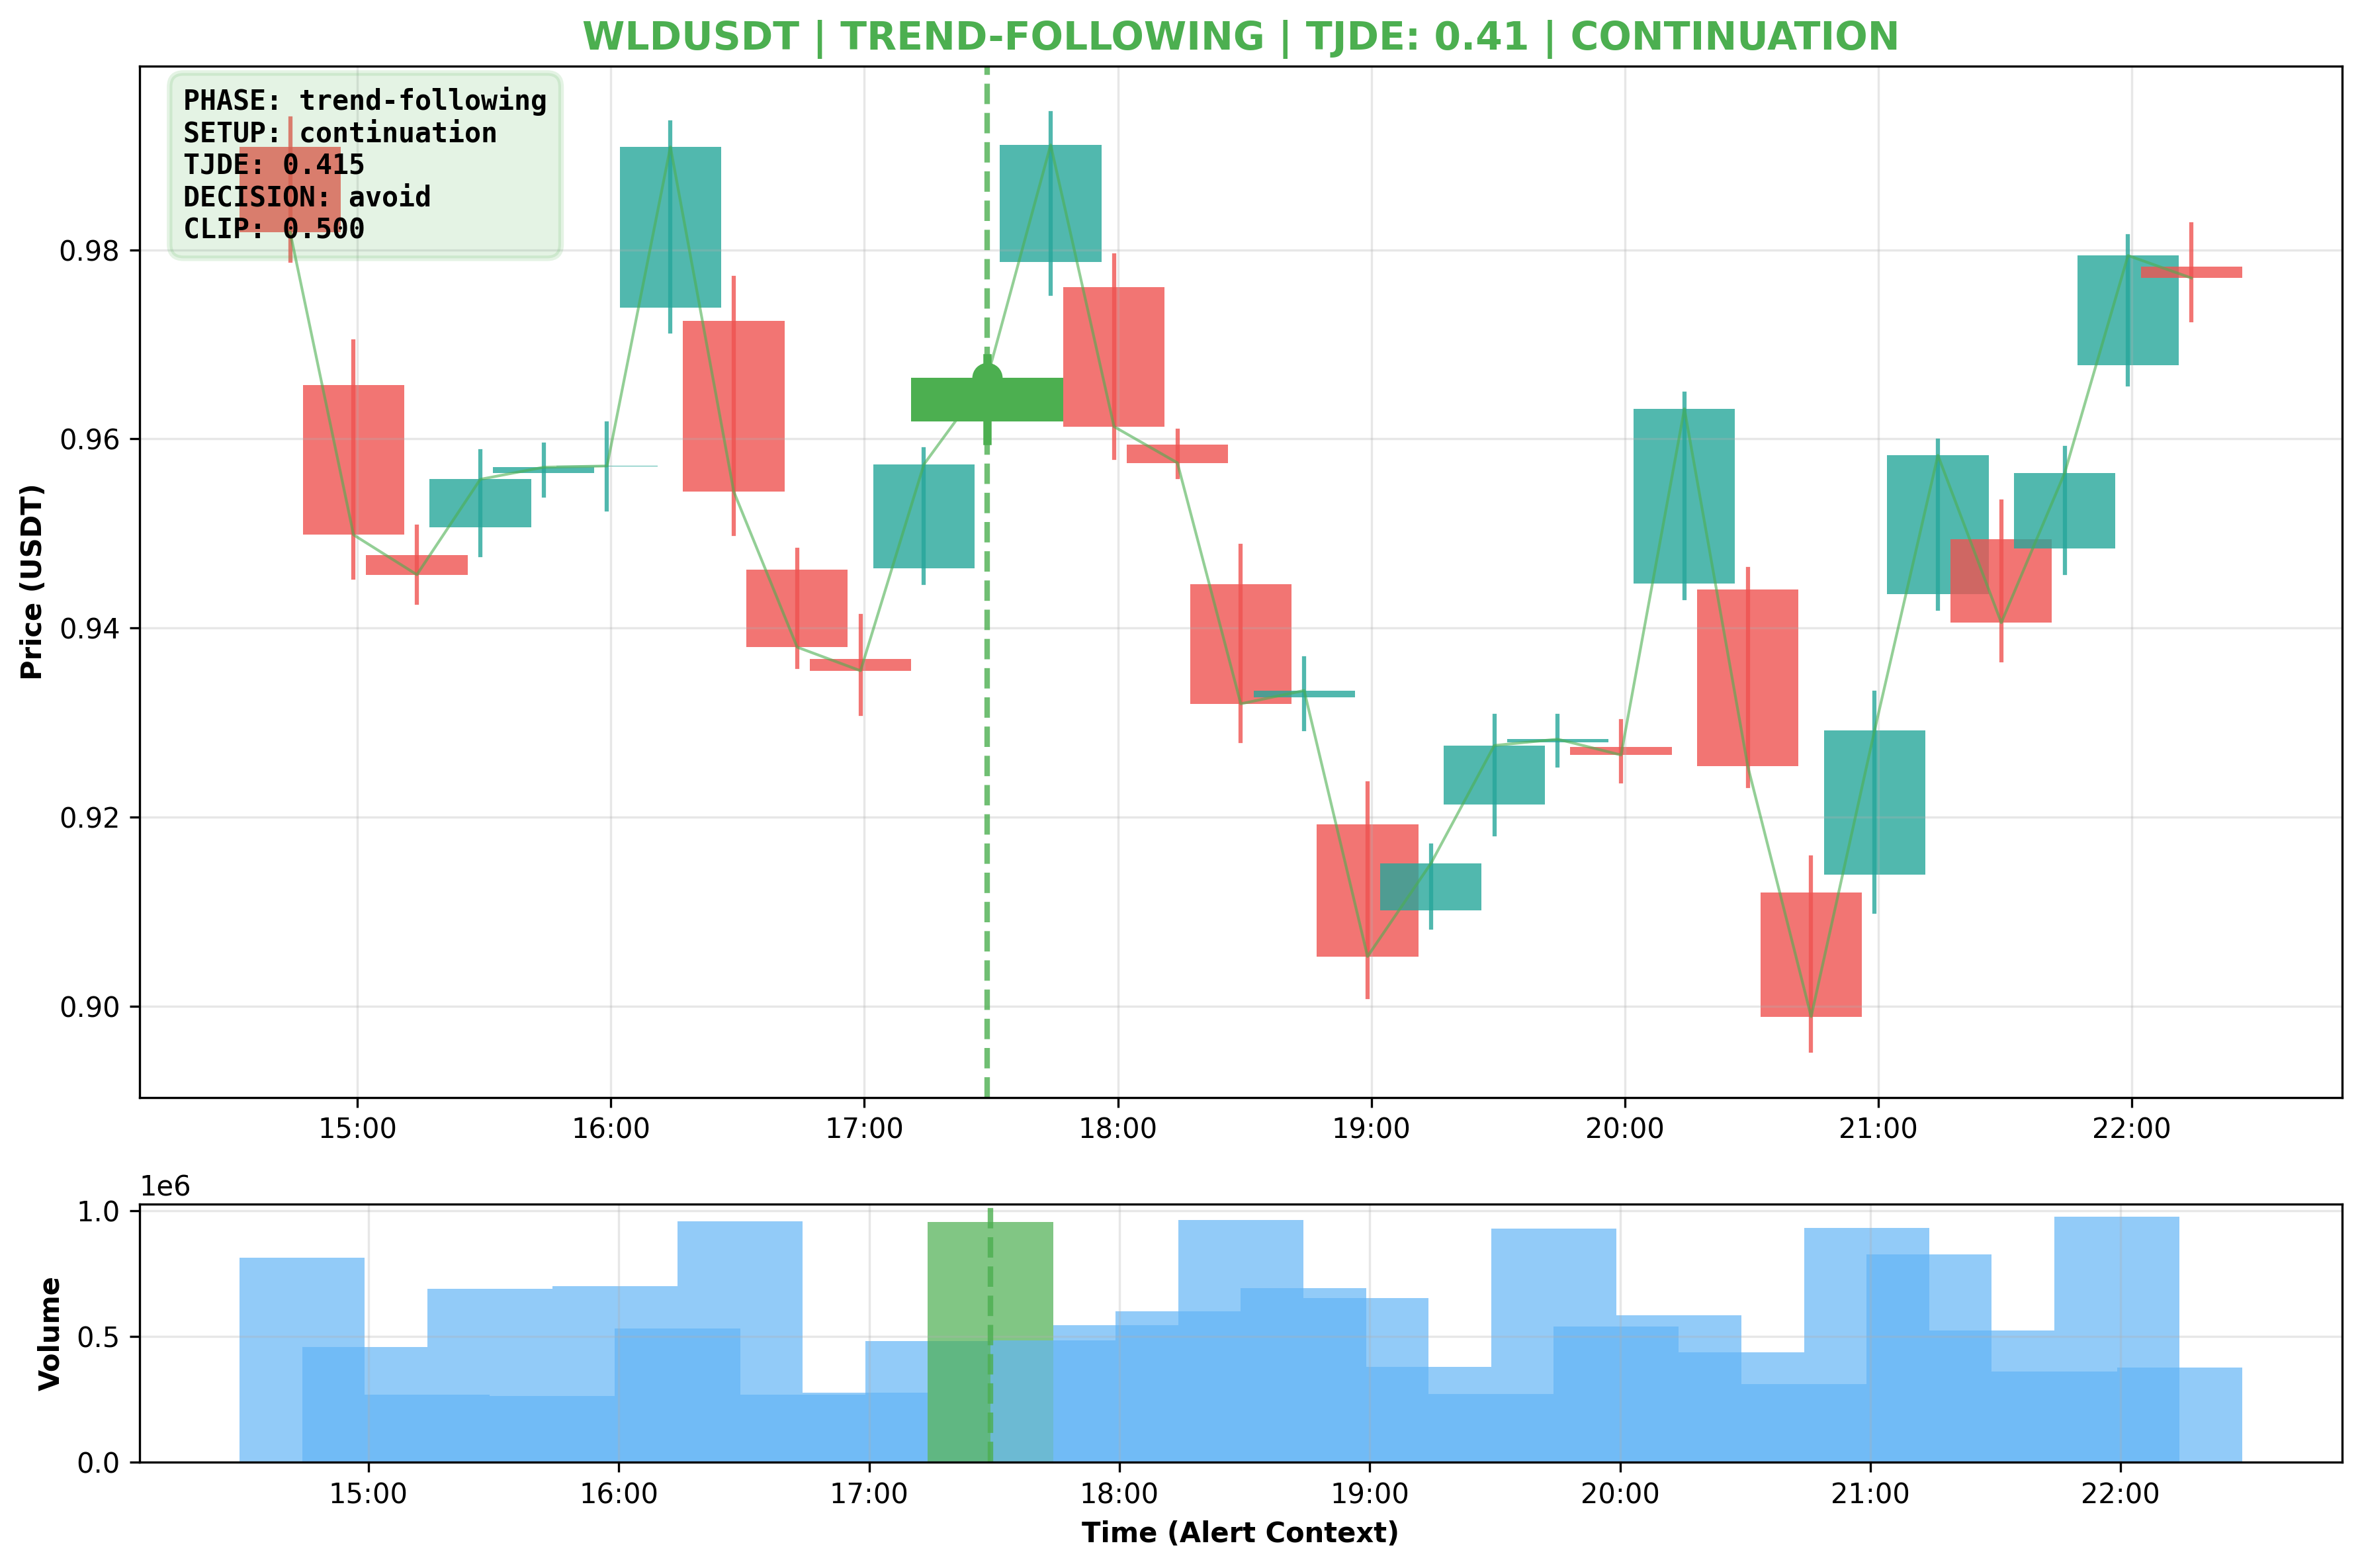 WLDUSDT | TREND-FOLLOWING | TJDE: 0.41 | CONTINUATION
PHASE: trend-following
SETUP: continuation
TJDE: 0.415
DECISION: avoid
CLIP: 0.500
Price (USDT)
0.98
0.96
0.94
0.92
0.90
15:00 16:00 17:00 18:00 19:00 20:00 21:00 22:00
1e6
Volume
1.0
0.5
0.0
15:00 16:00 17:00 18:00 19:00 20:00 21:00 22:00
Time (Alert Context)